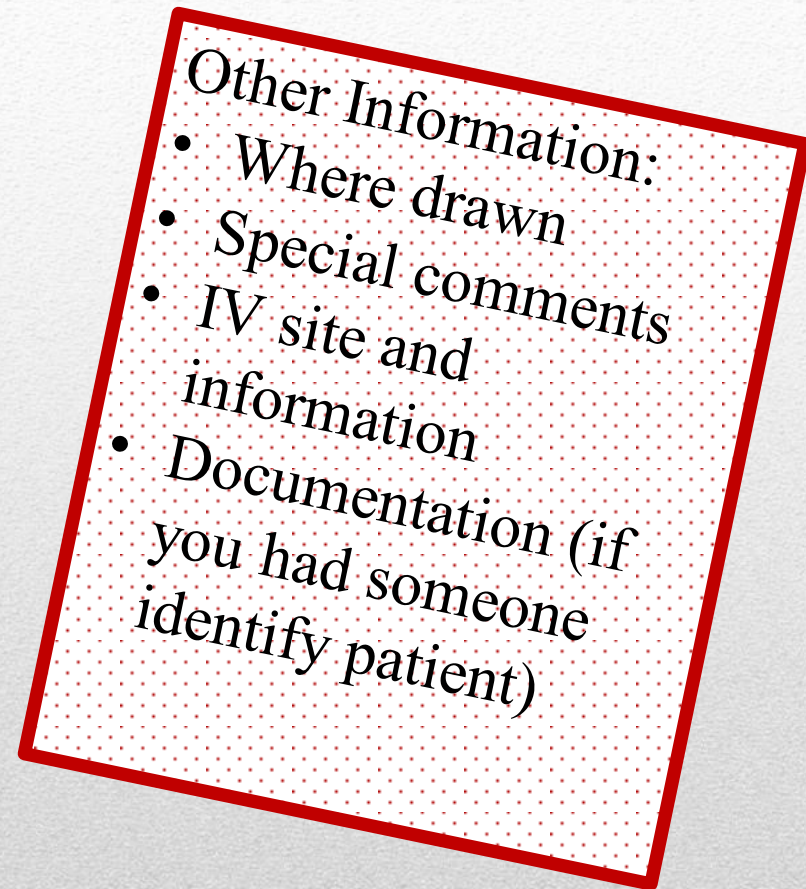 Other Information:
• Where drawn
• Special comments
• IV site and
information
• Documentation (if
you had someone
identify patient)